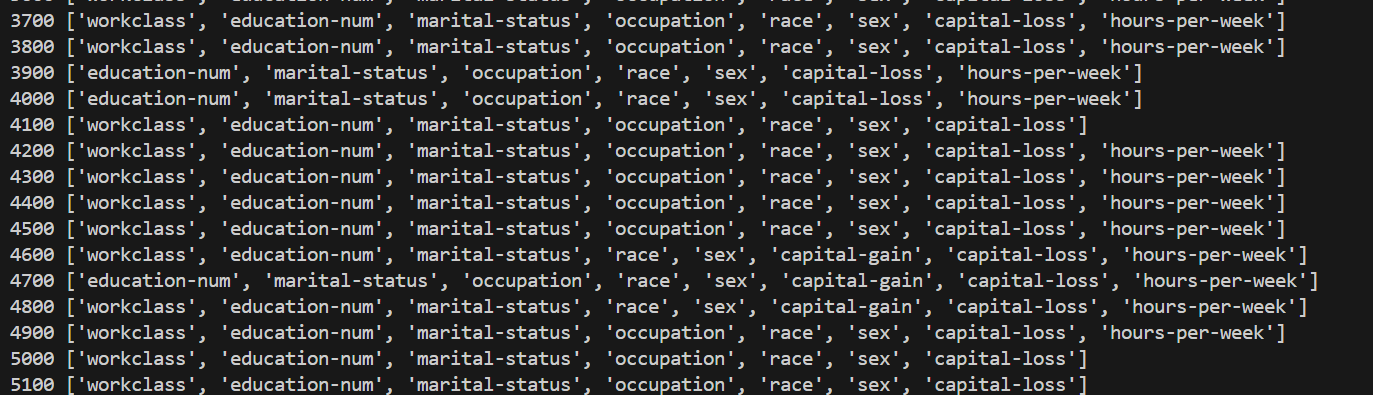 3700 ['workclass', 'education-num', 'marital-status', 'occupation', 'race', 'sex', 'capital-loss', 'hours-per-week']
3800 ['workclass', 'education-num', 'marital-status', 'occupation', 'race', 'sex', 'capital-loss', 'hours-per-week']
3900 ['education-num', 'marital-status', 'occupation', 'race', 'sex', 'capital-loss', 'hours-per-week']
4000 ['education-num', 'marital-status', 'occupation', 'race', 'sex', 'capital-loss', 'hours-per-week']
4100 ['workclass', 'education-num', 'marital-status', 'occupation', 'race', 'sex', 'capital-loss']
4200 ['workclass', 'education-num', 'marital-status', 'occupation', 'race', 'sex', 'capital-loss', 'hours-per-week']
4300 ['workclass', 'education-num', 'marital-status', 'occupation', 'race', 'sex', 'capital-loss', 'hours-per-week']
4400 ['workclass', 'education-num', 'marital-status', 'occupation', 'race', 'sex', 'capital-loss', 'hours-per-week']
4500 ['workclass', 'education-num', 'marital-status', 'occupation', 'race', 'sex', 'capital-loss', 'hours-per-week']
4600 ['workclass', 'education-num', 'marital-status', 'race', 'sex', 'capital-gain', 'capital-loss', 'hours-per-week']
4700 ['education-num', 'marital-status', 'occupation', 'race', 'sex', 'capital-gain', 'capital-loss', 'hours-per-week']
4800 ['workclass', 'education-num', 'marital-status', 'race', 'sex', 'capital-gain', 'capital-loss', 'hours-per-week']
4900 ['workclass', 'education-num', 'marital-status', 'occupation', 'race', 'sex', 'capital-loss', 'hours-per-week']
5000 ['workclass', 'education-num', 'marital-status', 'occupation', 'race', 'sex', 'capital-loss']
5100 ['workclass', 'education-num', 'marital-status', 'occupation', 'race', 'sex', 'capital-loss']